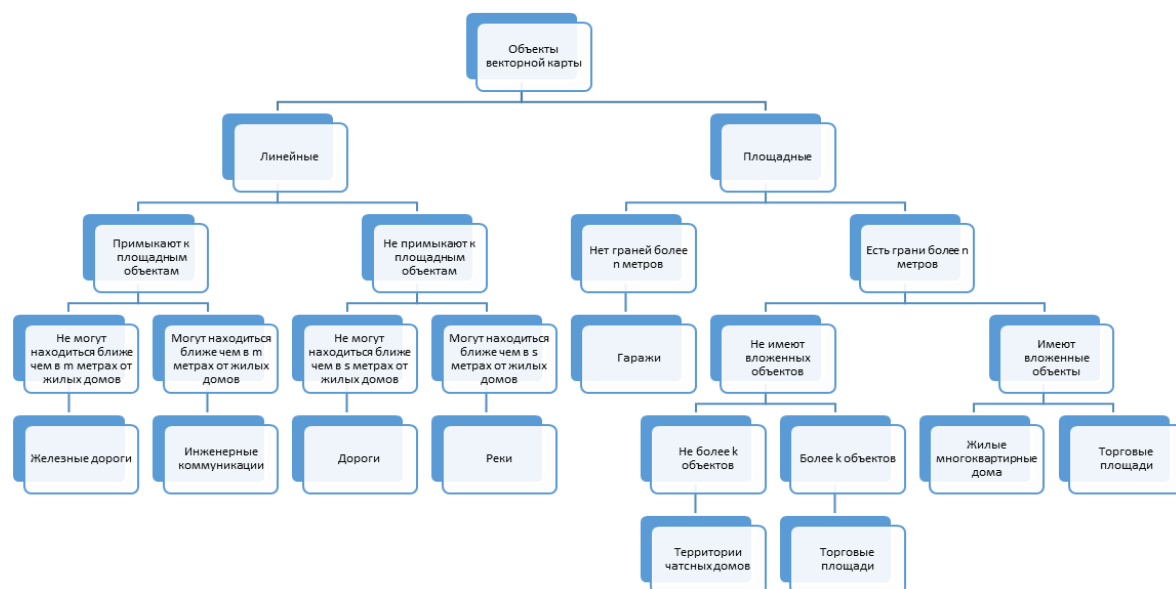 Объекты
векторной карты
Линейные
Площадные
Примыкают к
площадным
объектам
Не примыкают к
площадным
объектам
Нет граней более
n метров
Есть грани более n
метров
Не могут
находиться ближе
чем в m метрах от
жилых домов
Могут находиться
ближе чем в m
метрах от жилых
домов
Не могут
находиться ближе
чем в s метрах от
жилых домов
Могут находиться
ближе чем в s
метрах от жилых
домов
Гаражи
Не имеют
вложенных
объектов
Имеют
вложенные
объекты
Железные дороги
Инженерные
коммуникации
Дороги
Реки
Не более k
объектов
Более k объектов
Жилые
многоквартирные
дома
Торговые
площади
Территории
чатсных домов
Торговые
площади